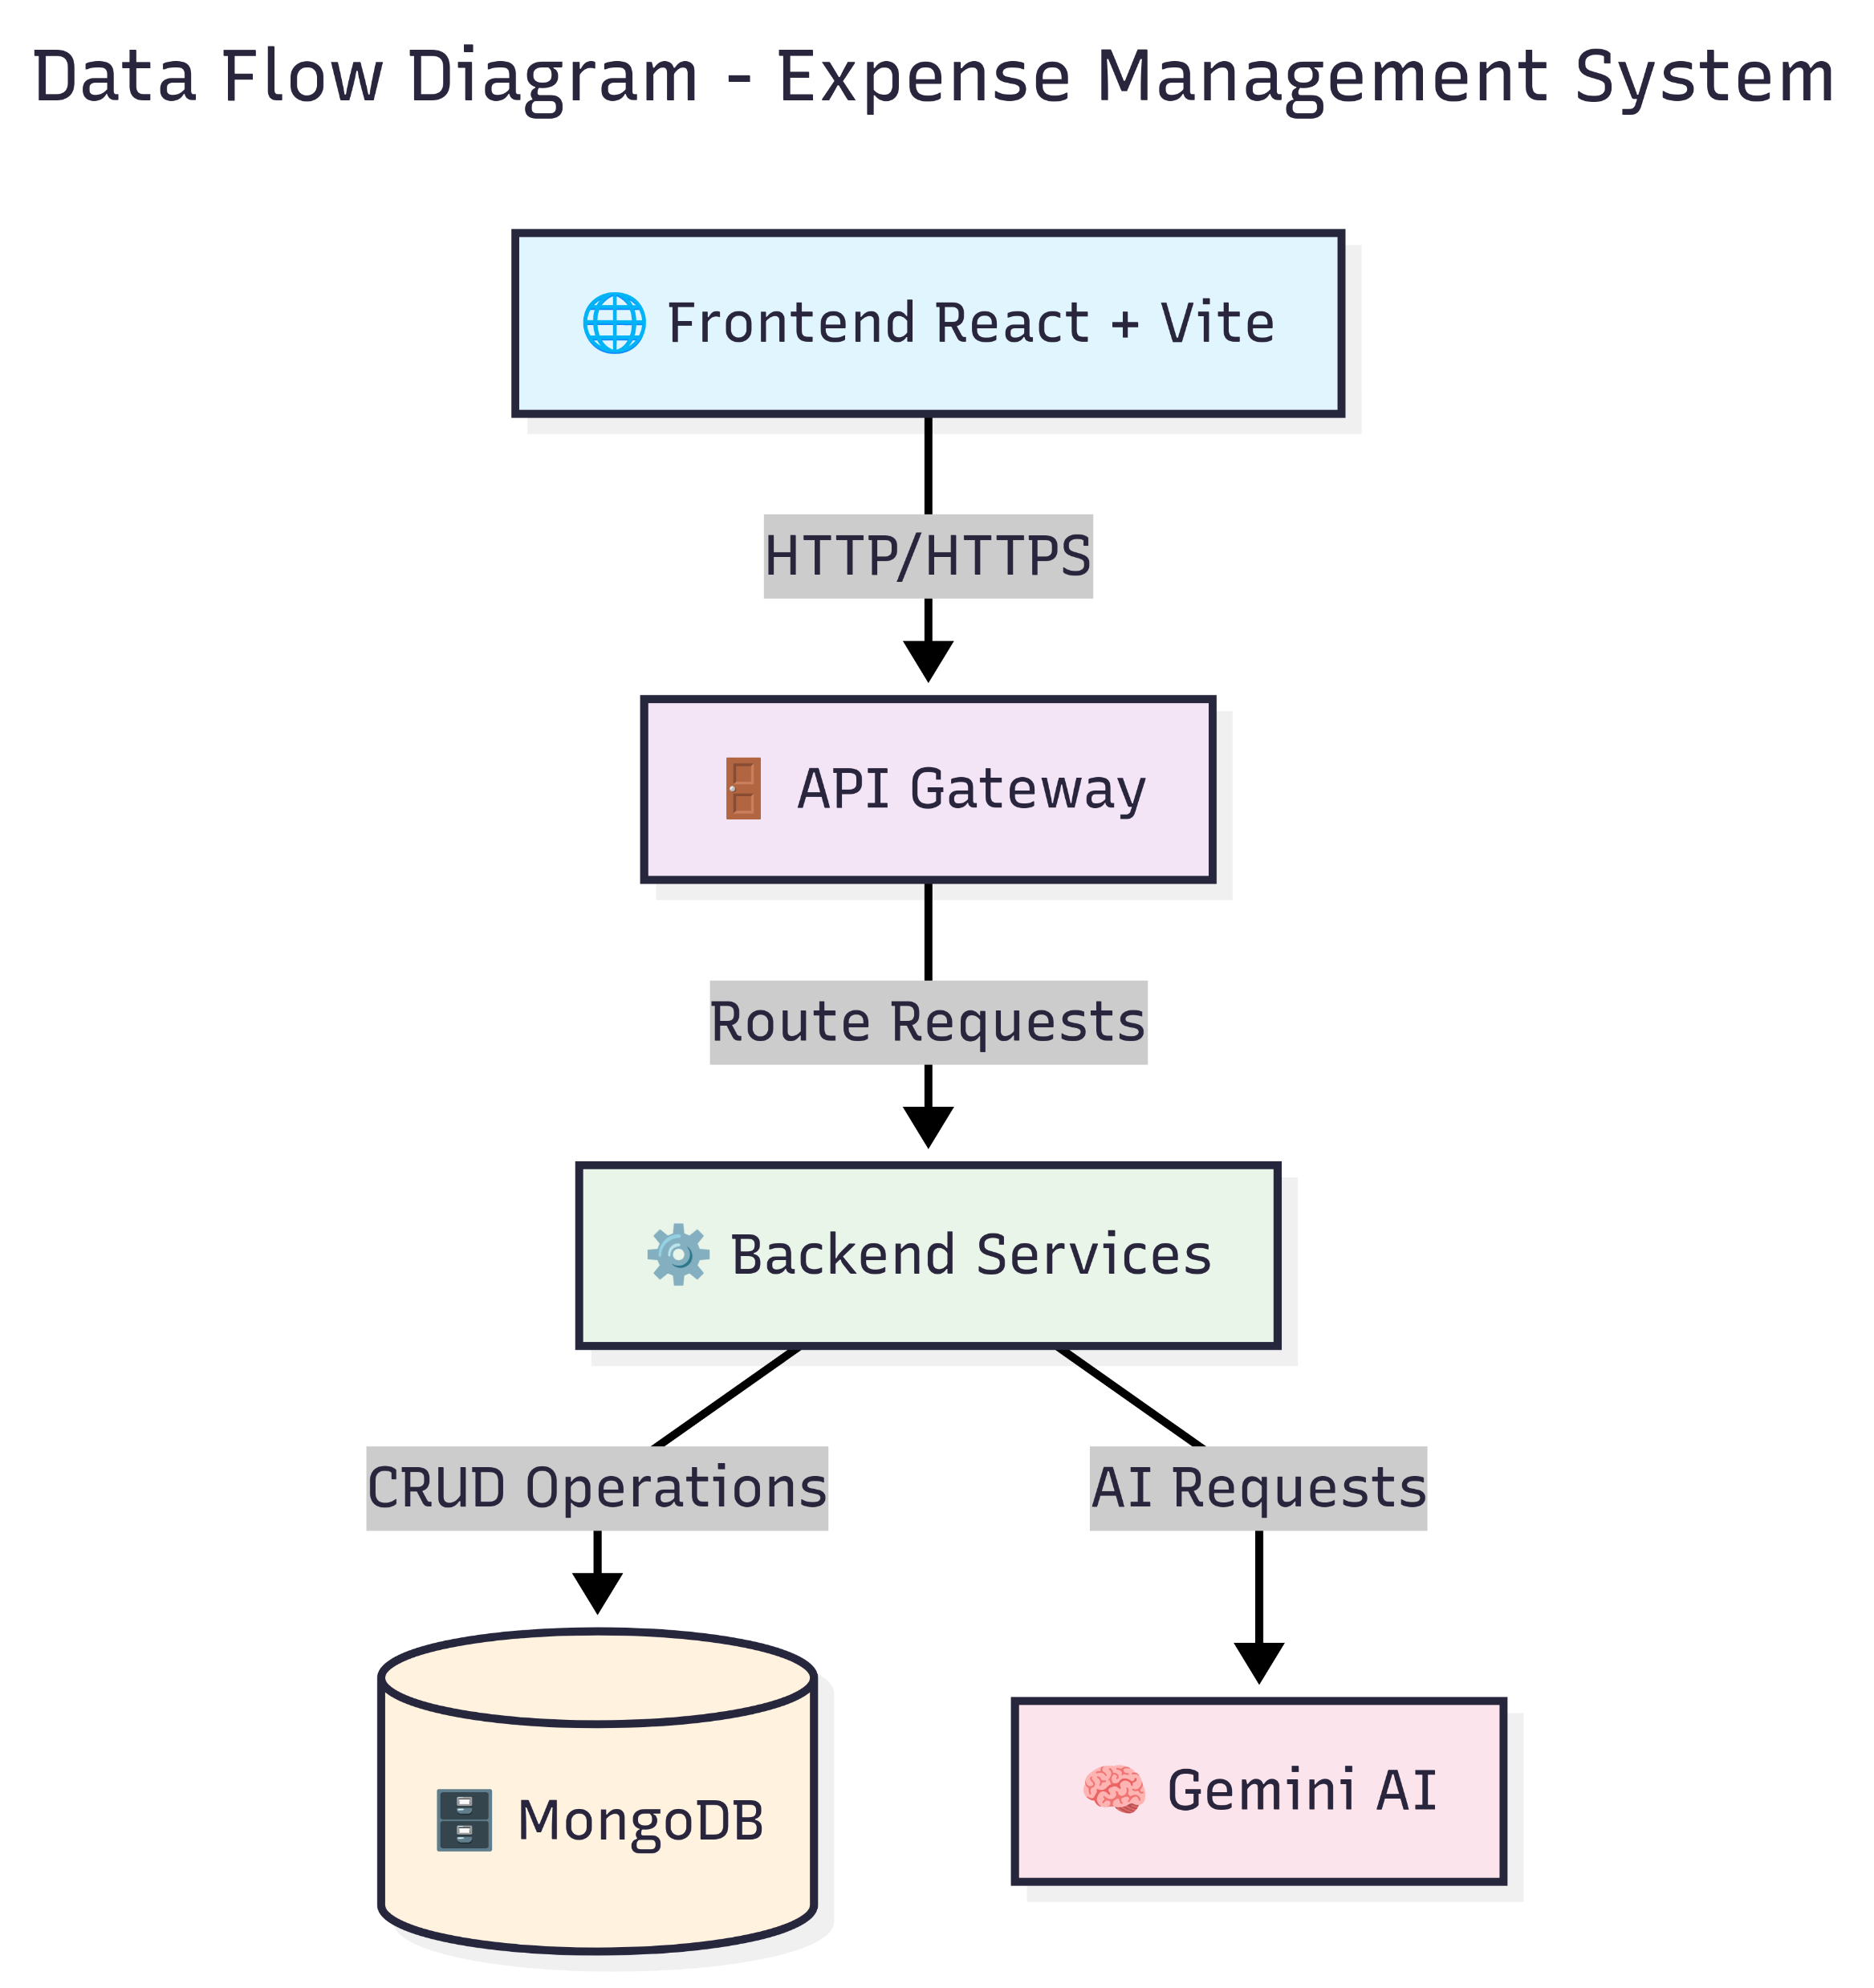 Data Flow Diagram - Expense Management System
Frontend React + Vite
HTTP/HTTPS
API Gateway
Route Requests
Backend Services
CRUD Operations
AI Requests
MongoDB
Gemini AI